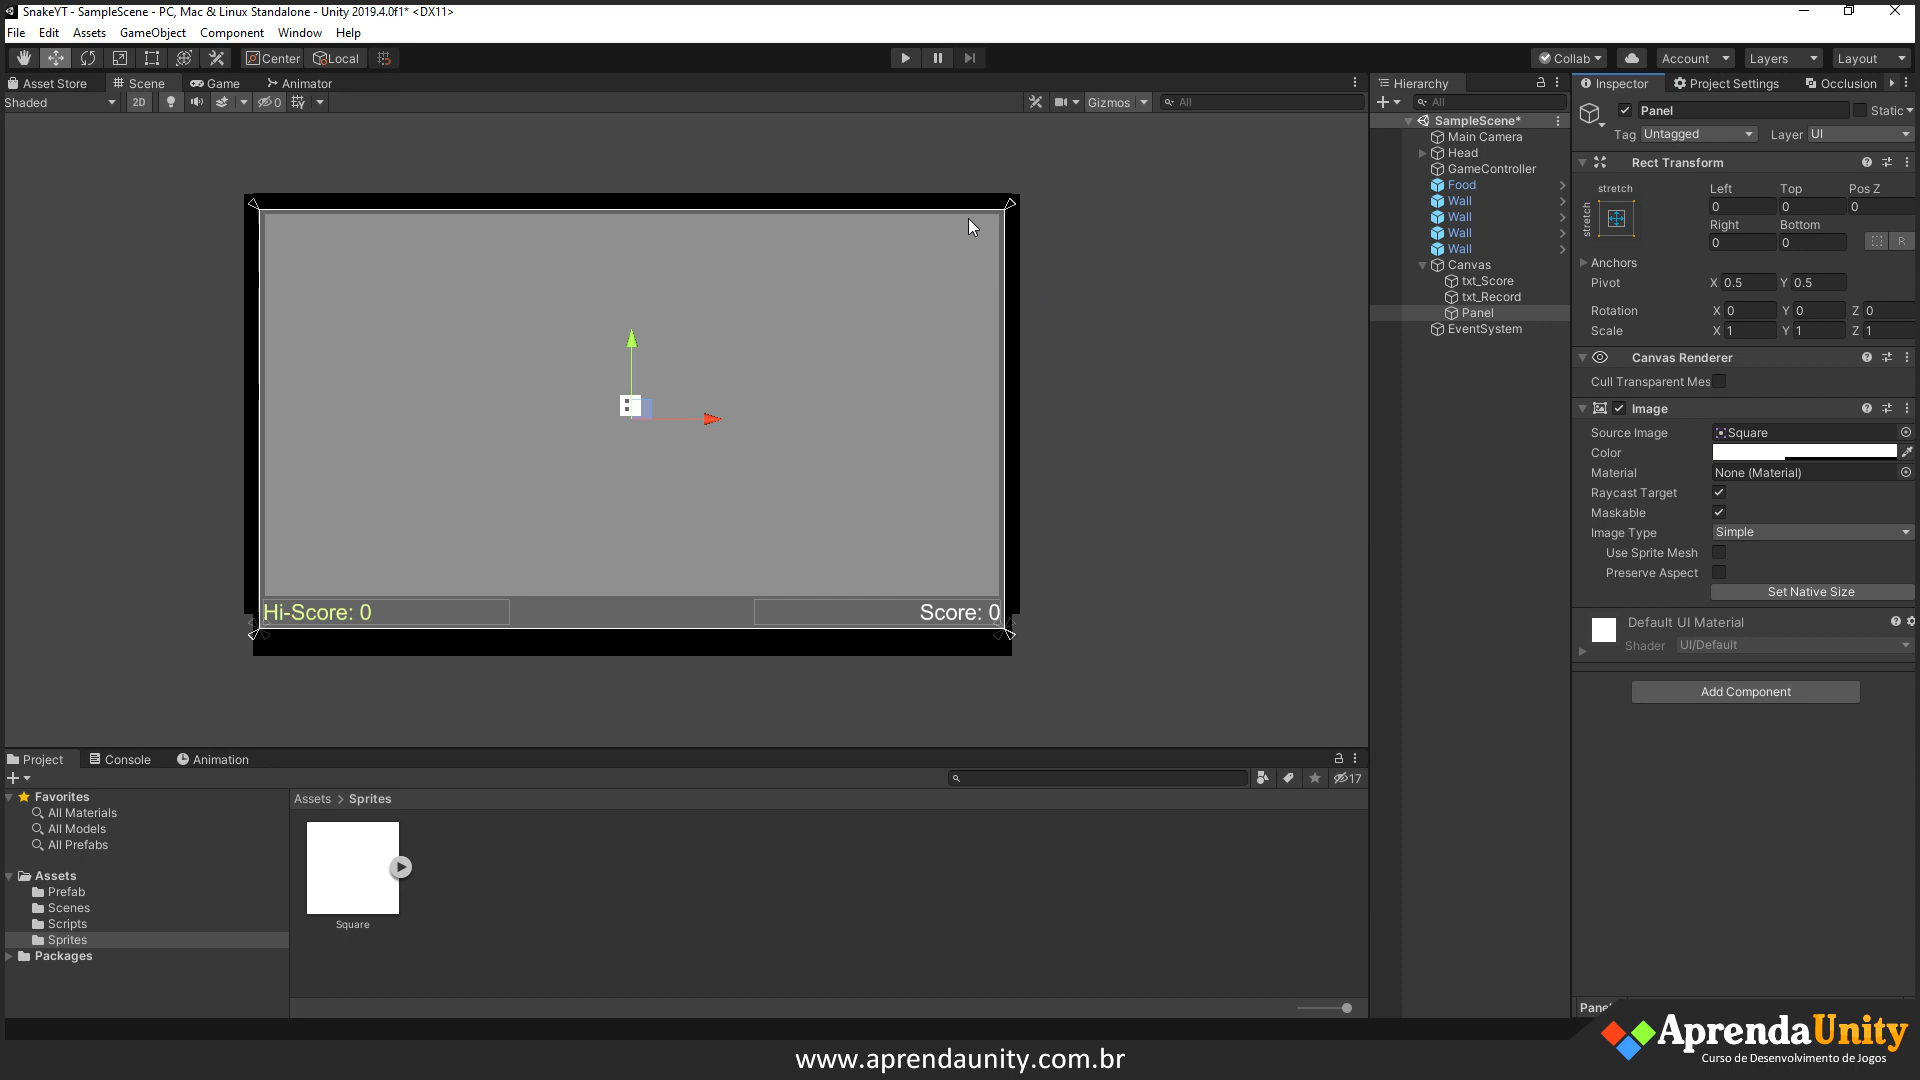 SnakeYT - SampleScene - PC, Mac & Linux Standalone - Unity 2019.4.0f1* <DX11>
File Edit Assets GameObject Component Window Help
Center Local Collab Account Layers Layout
Asset Store Scene Game Animator
Shaded 2D 0 Gizmos All
Hi-Score: 0 Score: 0
Hierarchy
All
SampleScene*
Main Camera
Head
GameController
Food
Wall
Wall
Wall
Wall
Canvas
txt_Score
txt_Record
Panel
EventSystem
Inspector Project Settings Occlusion
Panel Static
Tag Untagged Layer UI
Rect Transform
stretch Left Top Pos Z
stretch 0 0 0
Right Bottom
0 0 R
Anchors
Pivot X 0.5 Y 0.5
Rotation X 0 Y 0 Z 0
Scale X 1 Y 1 Z 1
Canvas Renderer
Cull Transparent Mes
Image
Source Image Square
Color
Material None (Material)
Raycast Target
Maskable
Image Type Simple
Use Sprite Mesh
Preserve Aspect
Set Native Size
Default UI Material
Shader UI/Default
Add Component
Project Console Animation
17
Favorites
All Materials
All Models
All Prefabs
Assets
Prefab
Scenes
Scripts
Sprites
Packages
Assets > Sprites
Square
Pane
AprendaUnity
Curso de Desenvolvimento de Jogos
www.aprendaunity.com.br